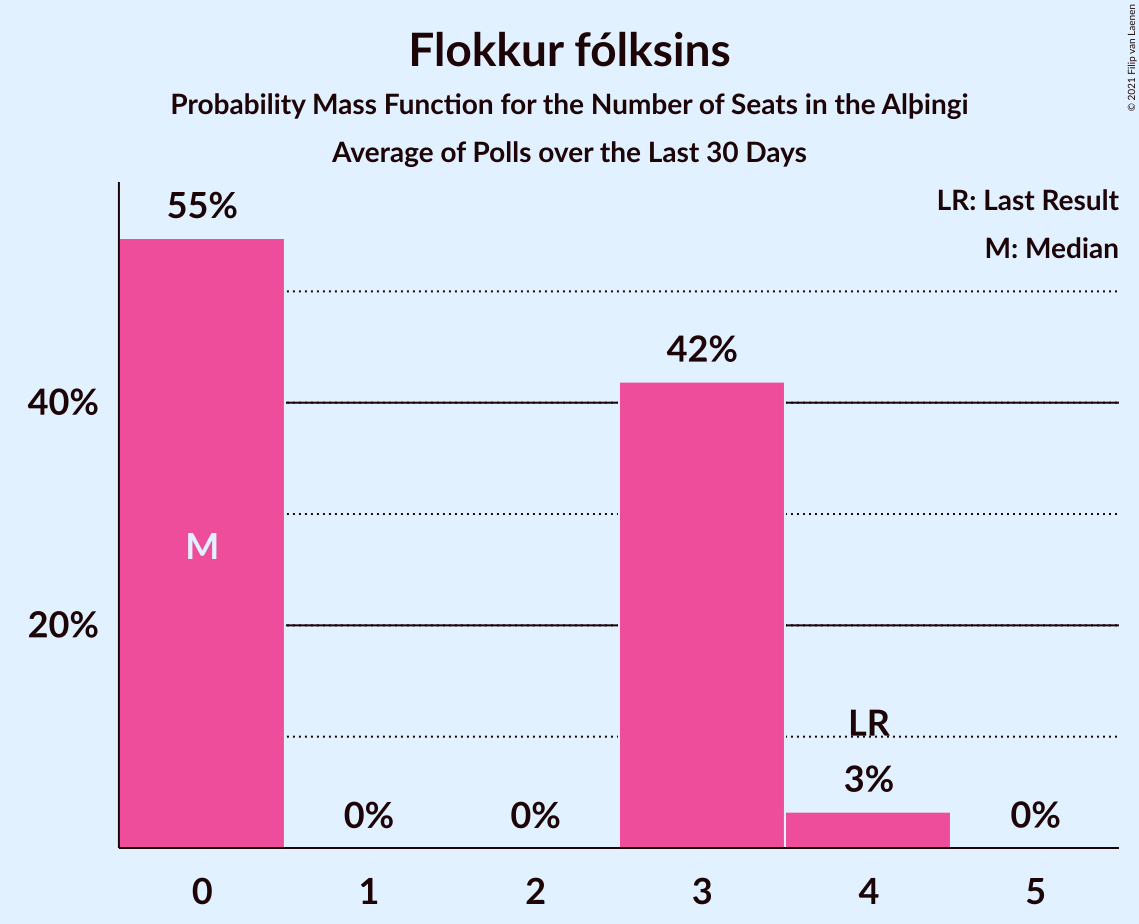 Flokkur fólksins
Probability Mass Function for the Number of Seats in the Alþingi
Average of Polls over the Last 30 Days
© 2021 Filip van Laenen
LR: Last Result
M: Median
55%
42%
40%
M
20%
LR
3%
0%
0%
0%
0
1
2
3
4
5